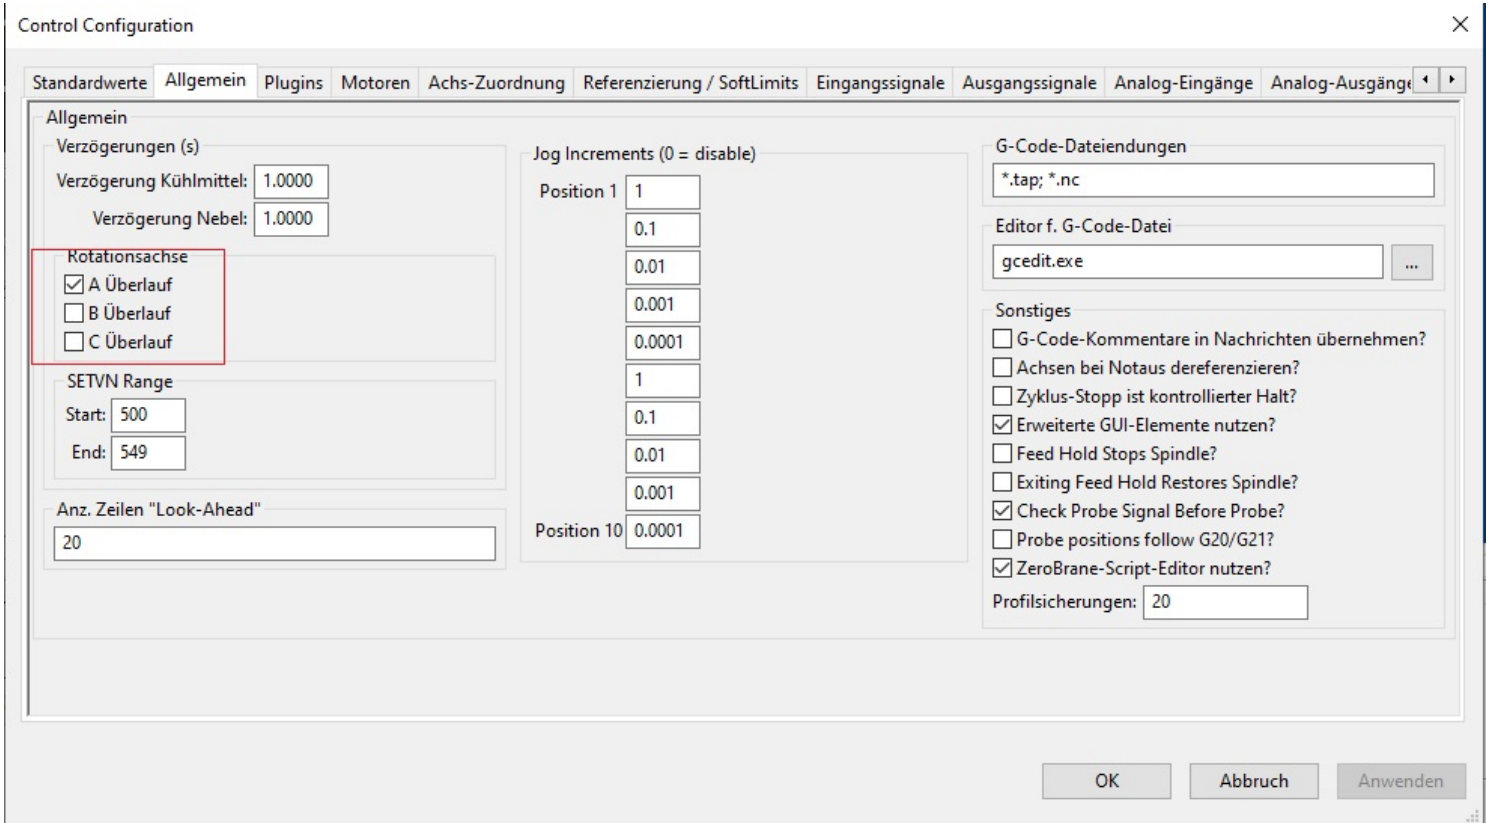 Control Configuration
Standardwerte Allgemein Plugins Motoren Achs-Zuordnung Referenzierung / SoftLimits Eingangssignale Ausgangssignale Analog-Eingänge Analog-Ausgänge
Allgemein
Verzögerungen (s)
Verzögerung Kühlmittel: 1.0000
Verzögerung Nebel: 1.0000
Rotationsachse
A Überlauf
B Überlauf
C Überlauf
SETVN Range
Start: 500
End: 549
Anz. Zeilen "Look-Ahead"
20
Jog Increments (0 = disable)
Position 1 1
0.1
0.01
0.001
0.0001
1
0.1
0.01
0.001
Position 10 0.0001
G-Code-Dateiendungen
*.tap; *.nc
Editor f. G-Code-Datei
gcedit.exe ...
Sonstiges
G-Code-Kommentare in Nachrichten übernehmen?
Achsen bei Notaus dereferenzieren?
Zyklus-Stopp ist kontrollierter Halt?
Erweiterte GUI-Elemente nutzen?
Feed Hold Stops Spindle?
Exiting Feed Hold Restores Spindle?
Check Probe Signal Before Probe?
Probe positions follow G20/G21?
ZeroBrane-Script-Editor nutzen?
Profilsicherungen: 20
OK Abbruch Anwenden